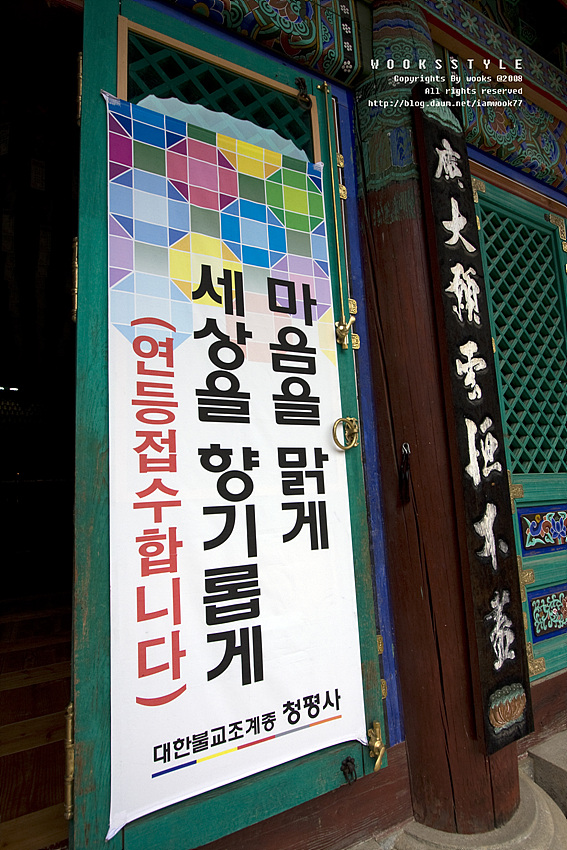 WOOKSSTYLE
Copyrights By wooks @2008
All rights reserved
http://blog.daum.net/iamwook77
마음을 맑게
세상을 향기롭게
(연등접수합니다)
대한불교조계종 청평사